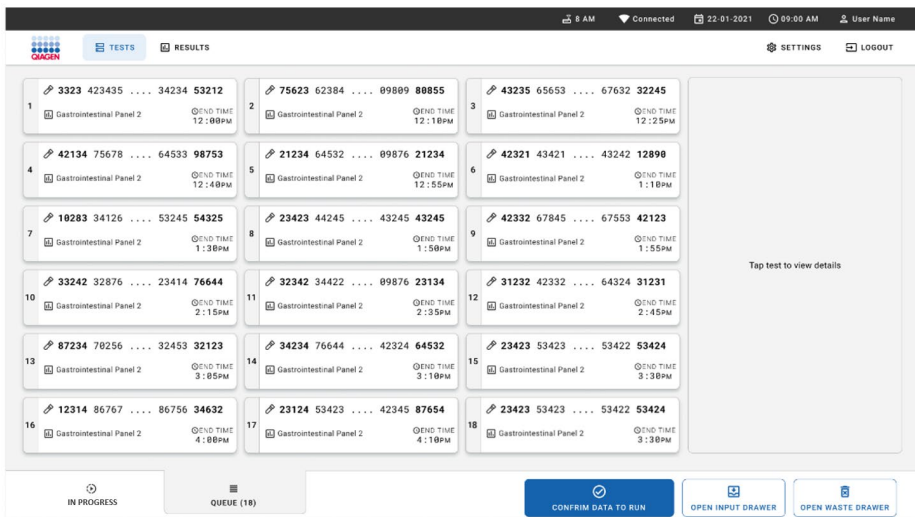 8 AM Connected 22-01-2021 09:00 AM User Name
QIAGEN TESTS RESULTS SETTINGS LOGOUT
1 3323 423435 .... 34234 53212
Gastrointestinal Panel 2 END TIME 12:00PM
2 75623 62384 .... 09809 80855
Gastrointestinal Panel 2 END TIME 12:10PM
3 43235 65653 .... 67632 32245
Gastrointestinal Panel 2 END TIME 12:25PM
4 42134 75678 .... 64533 98753
Gastrointestinal Panel 2 END TIME 12:40PM
5 21234 64532 .... 09876 21234
Gastrointestinal Panel 2 END TIME 12:55PM
6 42321 43421 .... 43242 12890
Gastrointestinal Panel 2 END TIME 1:10PM
7 10283 34126 .... 53245 54325
Gastrointestinal Panel 2 END TIME 1:30PM
8 23423 44245 .... 43245 43245
Gastrointestinal Panel 2 END TIME 1:50PM
9 42332 67845 .... 67553 42123
Gastrointestinal Panel 2 END TIME 1:55PM
10 33242 32876 .... 23414 76644
Gastrointestinal Panel 2 END TIME 2:15PM
11 32342 34422 .... 09876 23134
Gastrointestinal Panel 2 END TIME 2:35PM
12 31232 42332 .... 64324 31231
Gastrointestinal Panel 2 END TIME 2:45PM
13 87234 70256 .... 32453 32123
Gastrointestinal Panel 2 END TIME 3:05PM
14 34234 76644 .... 42324 64532
Gastrointestinal Panel 2 END TIME 3:10PM
15 23423 53423 .... 53422 53424
Gastrointestinal Panel 2 END TIME 3:30PM
16 12314 86767 .... 86756 34632
Gastrointestinal Panel 2 END TIME 4:00PM
17 23124 53423 .... 42345 87654
Gastrointestinal Panel 2 END TIME 4:10PM
18 23423 53423 .... 53422 53424
Gastrointestinal Panel 2 END TIME 3:30PM
Tap test to view details
IN PROGRESS QUEUE (18) CONFRIM DATA TO RUN OPEN INPUT DRAWER OPEN WASTE DRAWER